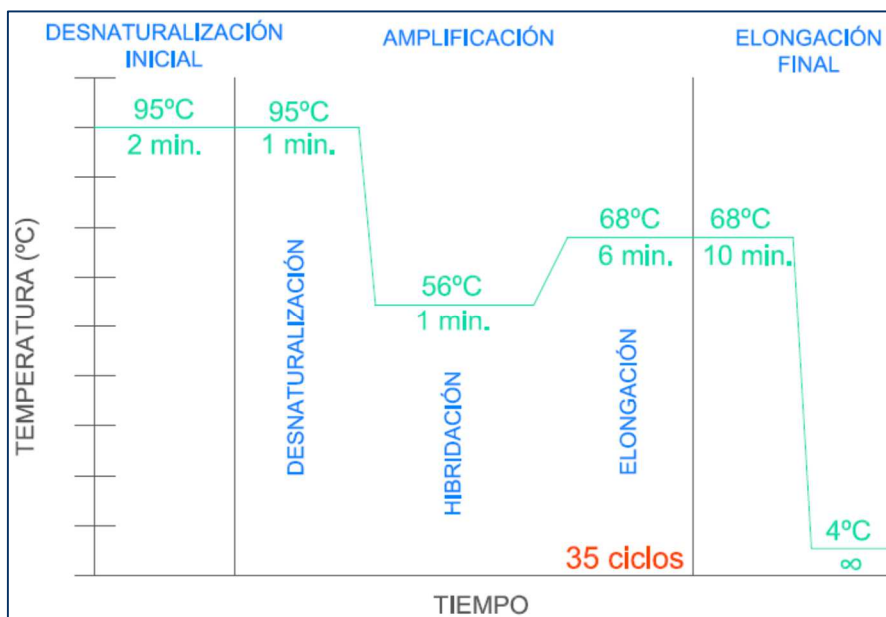 DESNATURALIZACIÓN
INICIAL
AMPLIFICACIÓN
ELONGACIÓN
FINAL
95ºC
2 min.
95ºC
1 min.
56ºC
1 min.
68ºC
6 min.
68ºC
10 min.
4ºC
∞
DESNATURALIZACIÓN
HIBRIDACIÓN
ELONGACIÓN
35 ciclos
TEMPERATURA (ºC)
TIEMPO